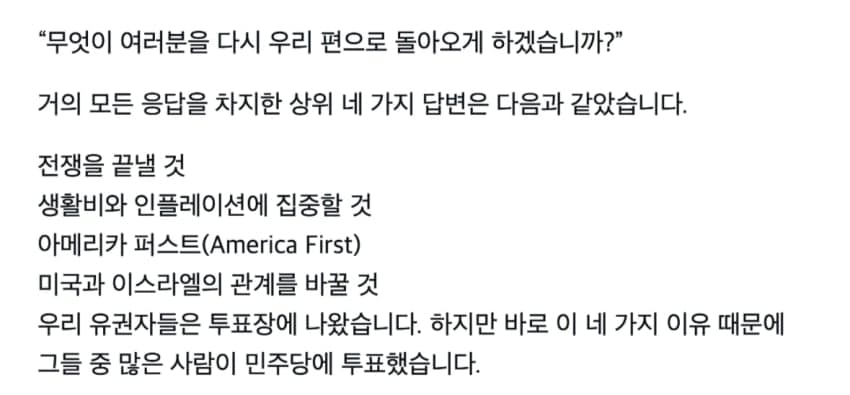 “무엇이 여러분을 다시 우리 편으로 돌아오게 하겠습니까?”
거의 모든 응답을 차지한 상위 네 가지 답변은 다음과 같았습니다.
전쟁을 끝낼 것
생활비와 인플레이션에 집중할 것
아메리카 퍼스트(America First)
미국과 이스라엘의 관계를 바꿀 것
우리 유권자들은 투표장에 나왔습니다. 하지만 바로 이 네 가지 이유 때문에
그들 중 많은 사람이 민주당에 투표했습니다.